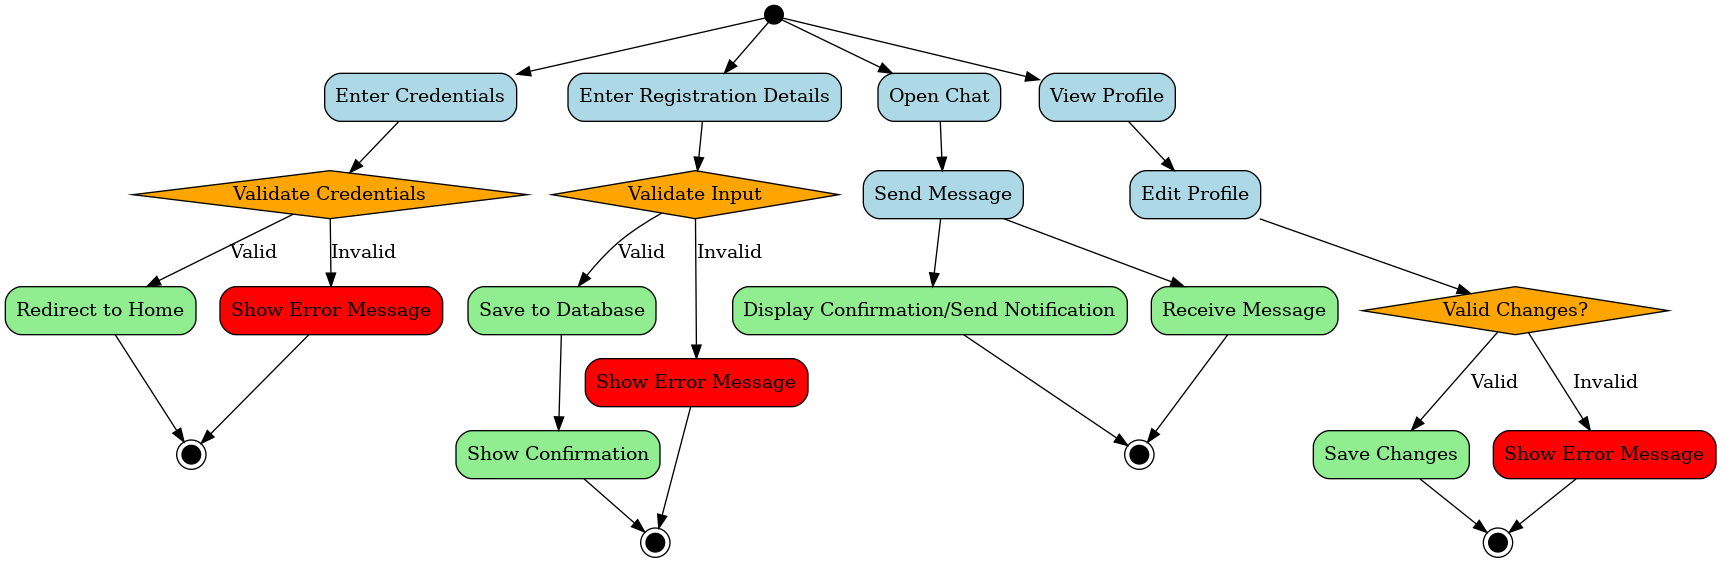 Enter Credentials
Enter Registration Details
Open Chat
View Profile
Validate Credentials
Validate Input
Send Message
Edit Profile
Valid
Invalid
Valid
Invalid
Redirect to Home
Show Error Message
Save to Database
Display Confirmation/Send Notification
Receive Message
Valid Changes?
Show Error Message
Valid
Invalid
Show Confirmation
Save Changes
Show Error Message